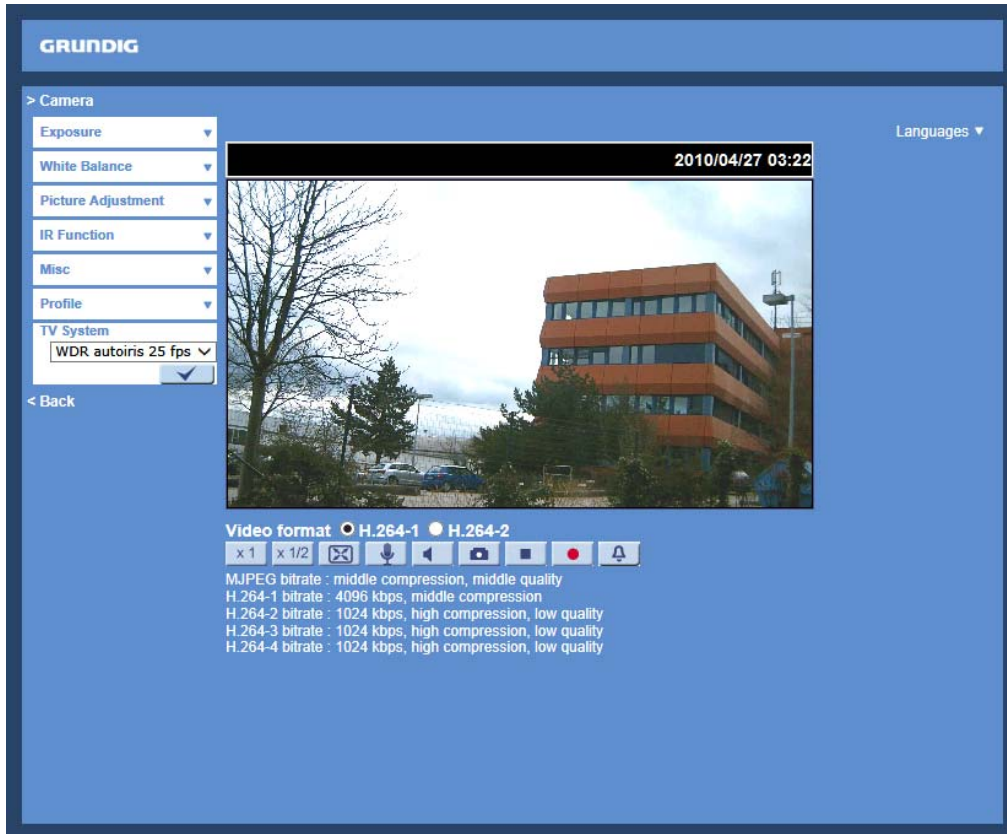 GRUNDIG
> Camera
Languages ▼
Exposure ▼
White Balance ▼
Picture Adjustment ▼
IR Function ▼
Misc ▼
Profile ▼
TV System
WDR autoiris 25 fps
< Back
2010/04/27 03:22
Video format H.264-1 H.264-2
x 1 x 1/2
MJPEG bitrate : middle compression, middle quality
H.264-1 bitrate : 4096 kbps, middle compression
H.264-2 bitrate : 1024 kbps, high compression, low quality
H.264-3 bitrate : 1024 kbps, high compression, low quality
H.264-4 bitrate : 1024 kbps, high compression, low quality